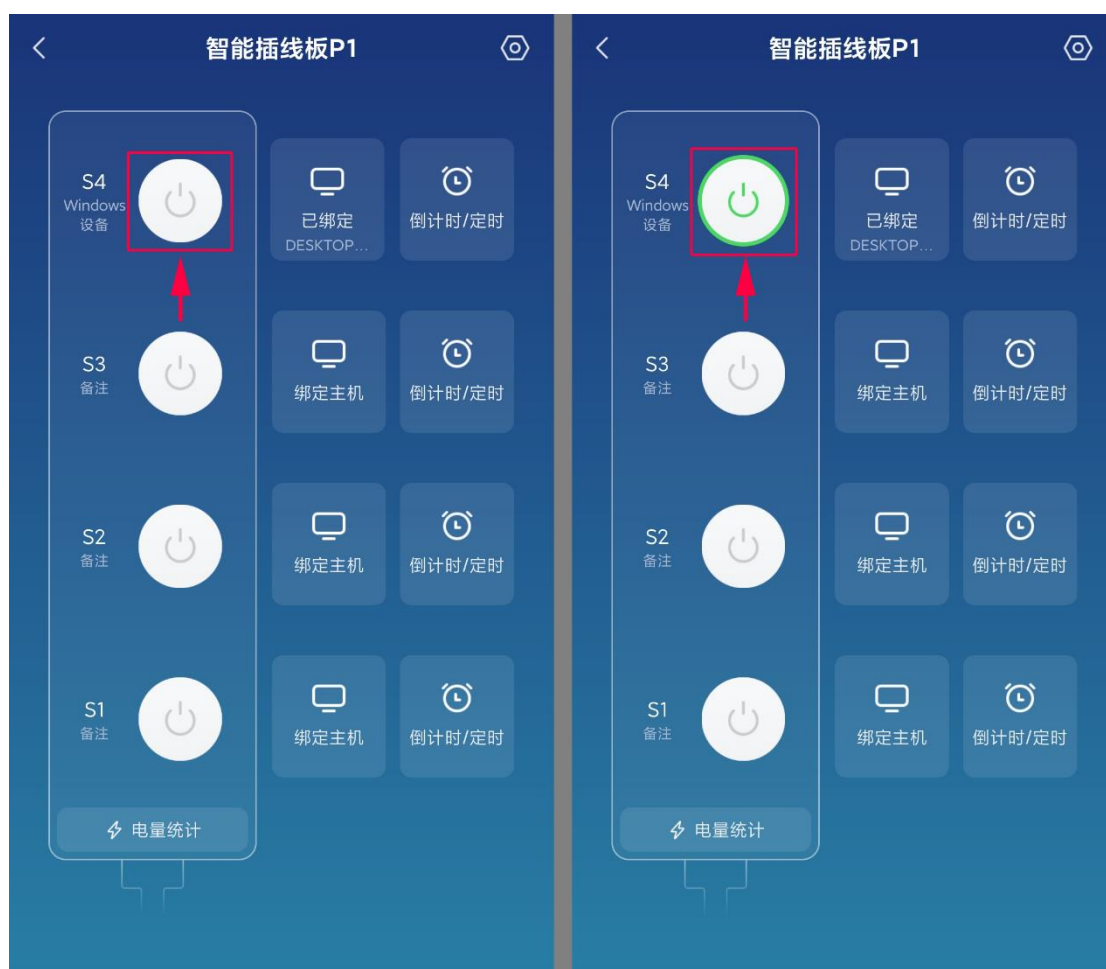 智能插线板P1
S4
Windows
设备
已绑定
DESKTOP...
倒计时/定时
S3
备注
绑定主机
倒计时/定时
S2
备注
绑定主机
倒计时/定时
S1
备注
绑定主机
倒计时/定时
电量统计
智能插线板P1
S4
Windows
设备
已绑定
DESKTOP...
倒计时/定时
S3
备注
绑定主机
倒计时/定时
S2
备注
绑定主机
倒计时/定时
S1
备注
绑定主机
倒计时/定时
电量统计